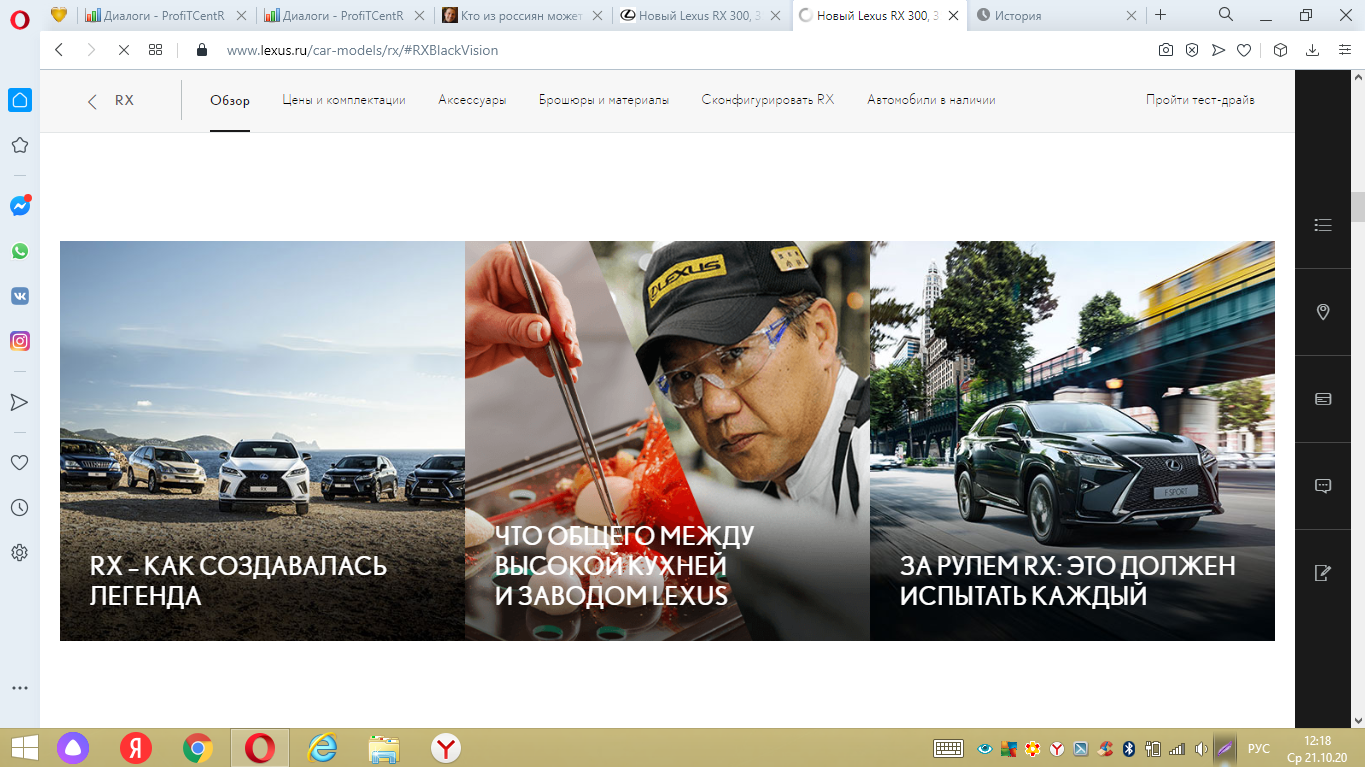 Диалоги - ProfiTCentR
Диалоги - ProfiTCentR
Кто из россиян может
Новый Lexus RX 300, 3
Новый Lexus RX 300, 3
История
www.lexus.ru/car-models/rx/#RXBlackVision
RX
Обзор
Цены и комплектации
Аксессуары
Брошюры и материалы
Сконфигурировать RX
Автомобили в наличии
Пройти тест-драйв
LEXUS
RX
F SPORT
RX – КАК СОЗДАВАЛАСЬ
ЛЕГЕНДА
ЧТО ОБЩЕГО МЕЖДУ
ВЫСОКОЙ КУХНЕЙ
И ЗАВОДОМ LEXUS
ЗА РУЛЕМ RX: ЭТО ДОЛЖЕН
ИСПЫТАТЬ КАЖДЫЙ
РУС
12:18
Ср 21.10.20